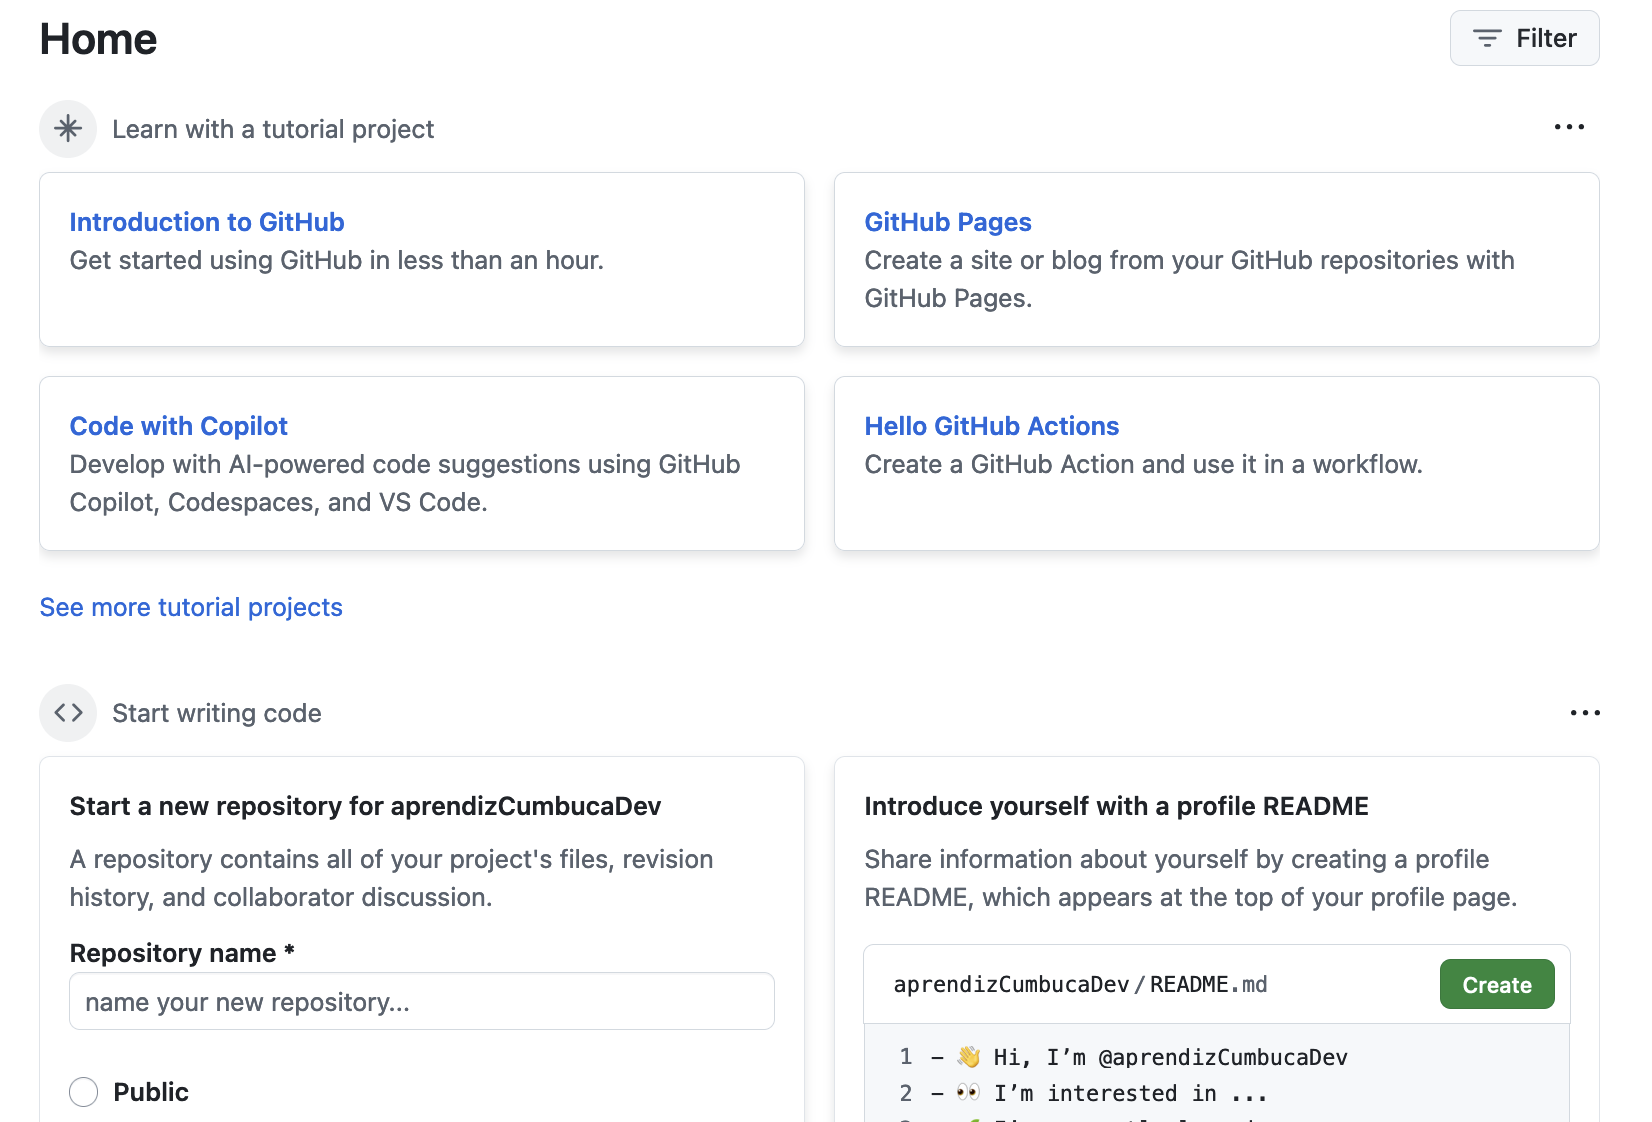 Home
Filter
Learn with a tutorial project
Introduction to GitHub
Get started using GitHub in less than an hour.
GitHub Pages
Create a site or blog from your GitHub repositories with
GitHub Pages.
Code with Copilot
Develop with AI-powered code suggestions using GitHub
Copilot, Codespaces, and VS Code.
Hello GitHub Actions
Create a GitHub Action and use it in a workflow.
See more tutorial projects
Start writing code
Start a new repository for aprendizCumbucaDev
A repository contains all of your project's files, revision
history, and collaborator discussion.
Repository name *
name your new repository...
Public
Introduce yourself with a profile README
Share information about yourself by creating a profile
README, which appears at the top of your profile page.
aprendizCumbucaDev/README.md
Create
1 - 👋 Hi, I’m @aprendizCumbucaDev
2 - 👀 I’m interested in ...